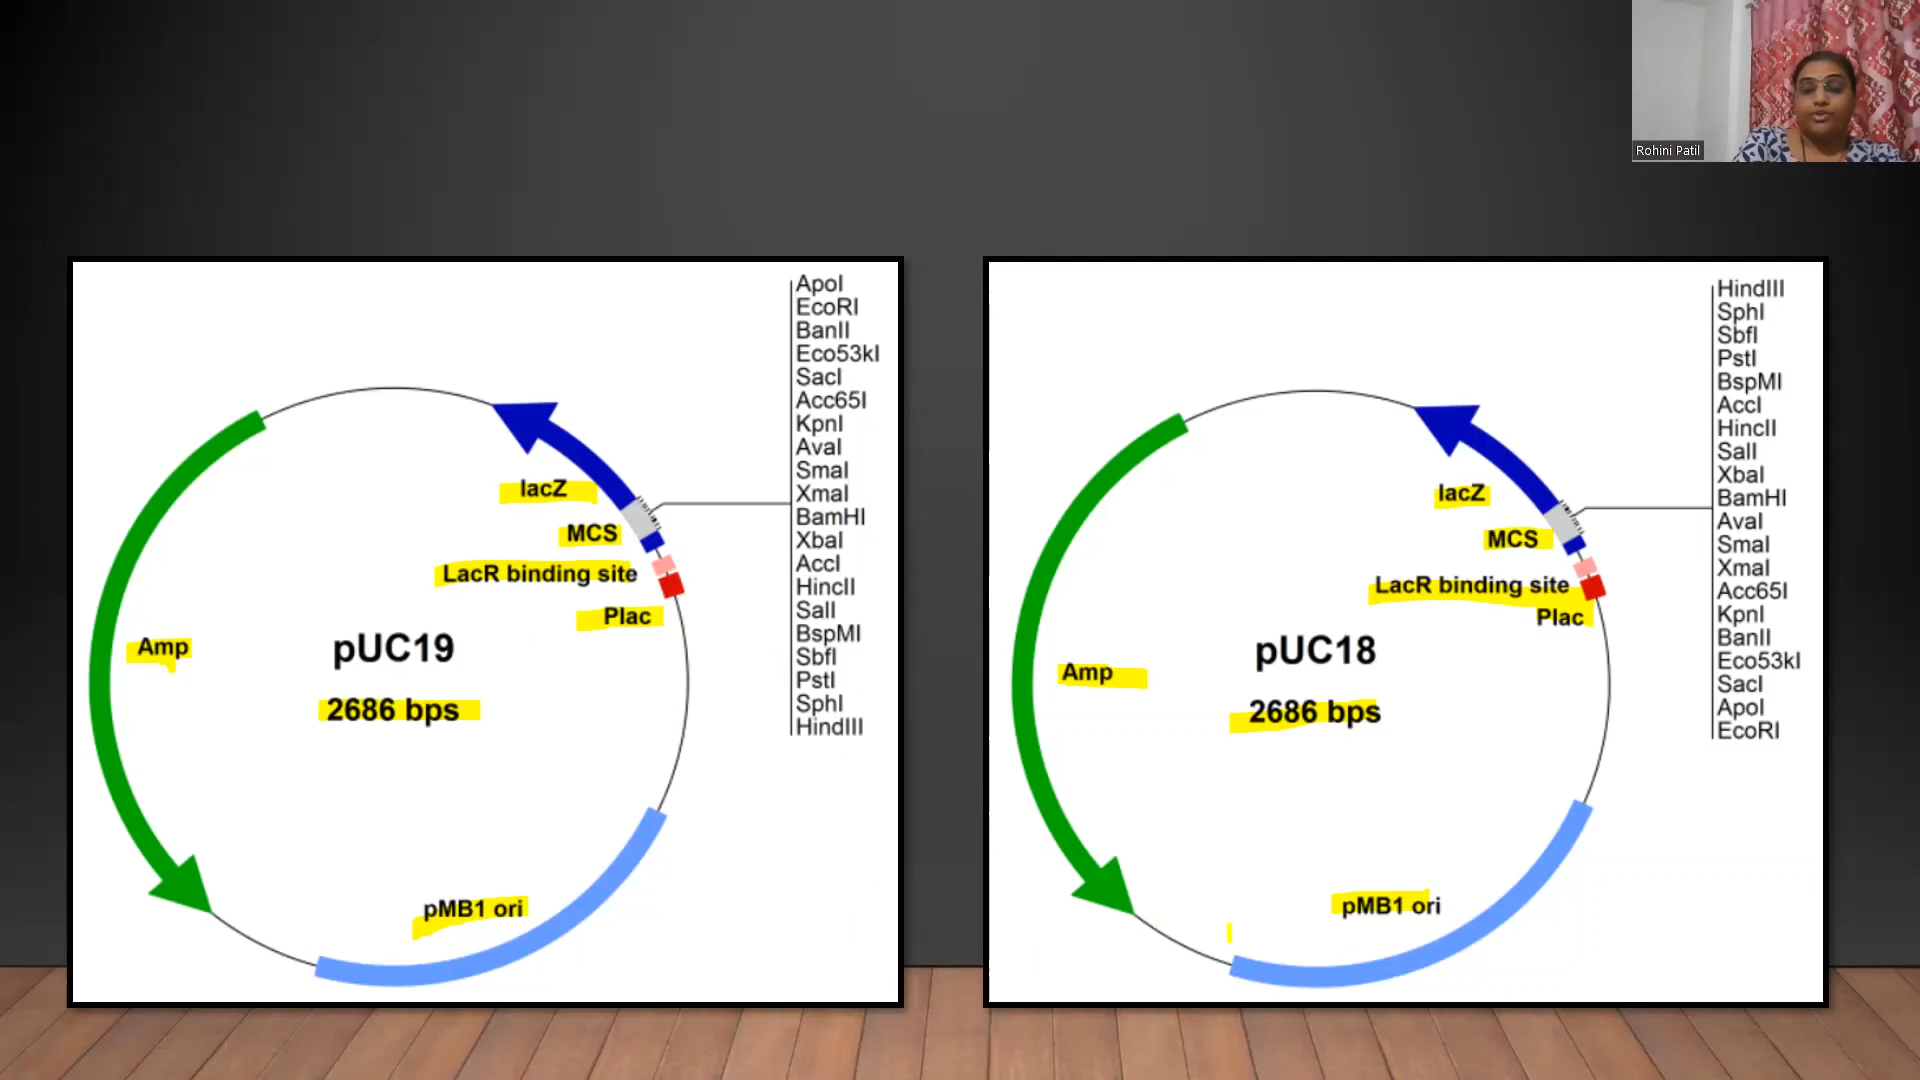 Rohini Patil
ApoI
EcoRI
BanII
Eco53kI
SacI
Acc65I
KpnI
AvaI
SmaI
XmaI
BamHI
XbaI
AccI
HincII
SalI
BspMI
SbfI
PstI
SphI
HindIII
lacZ
MCS
LacR binding site
Plac
Amp
pUC19
2686 bps
pMB1 ori
HindIII
SphI
SbfI
PstI
BspMI
AccI
HincII
SalI
XbaI
BamHI
AvaI
SmaI
XmaI
Acc65I
KpnI
BanII
Eco53kI
SacI
ApoI
EcoRI
lacZ
MCS
LacR binding site
Plac
Amp
pUC18
2686 bps
pMB1 ori